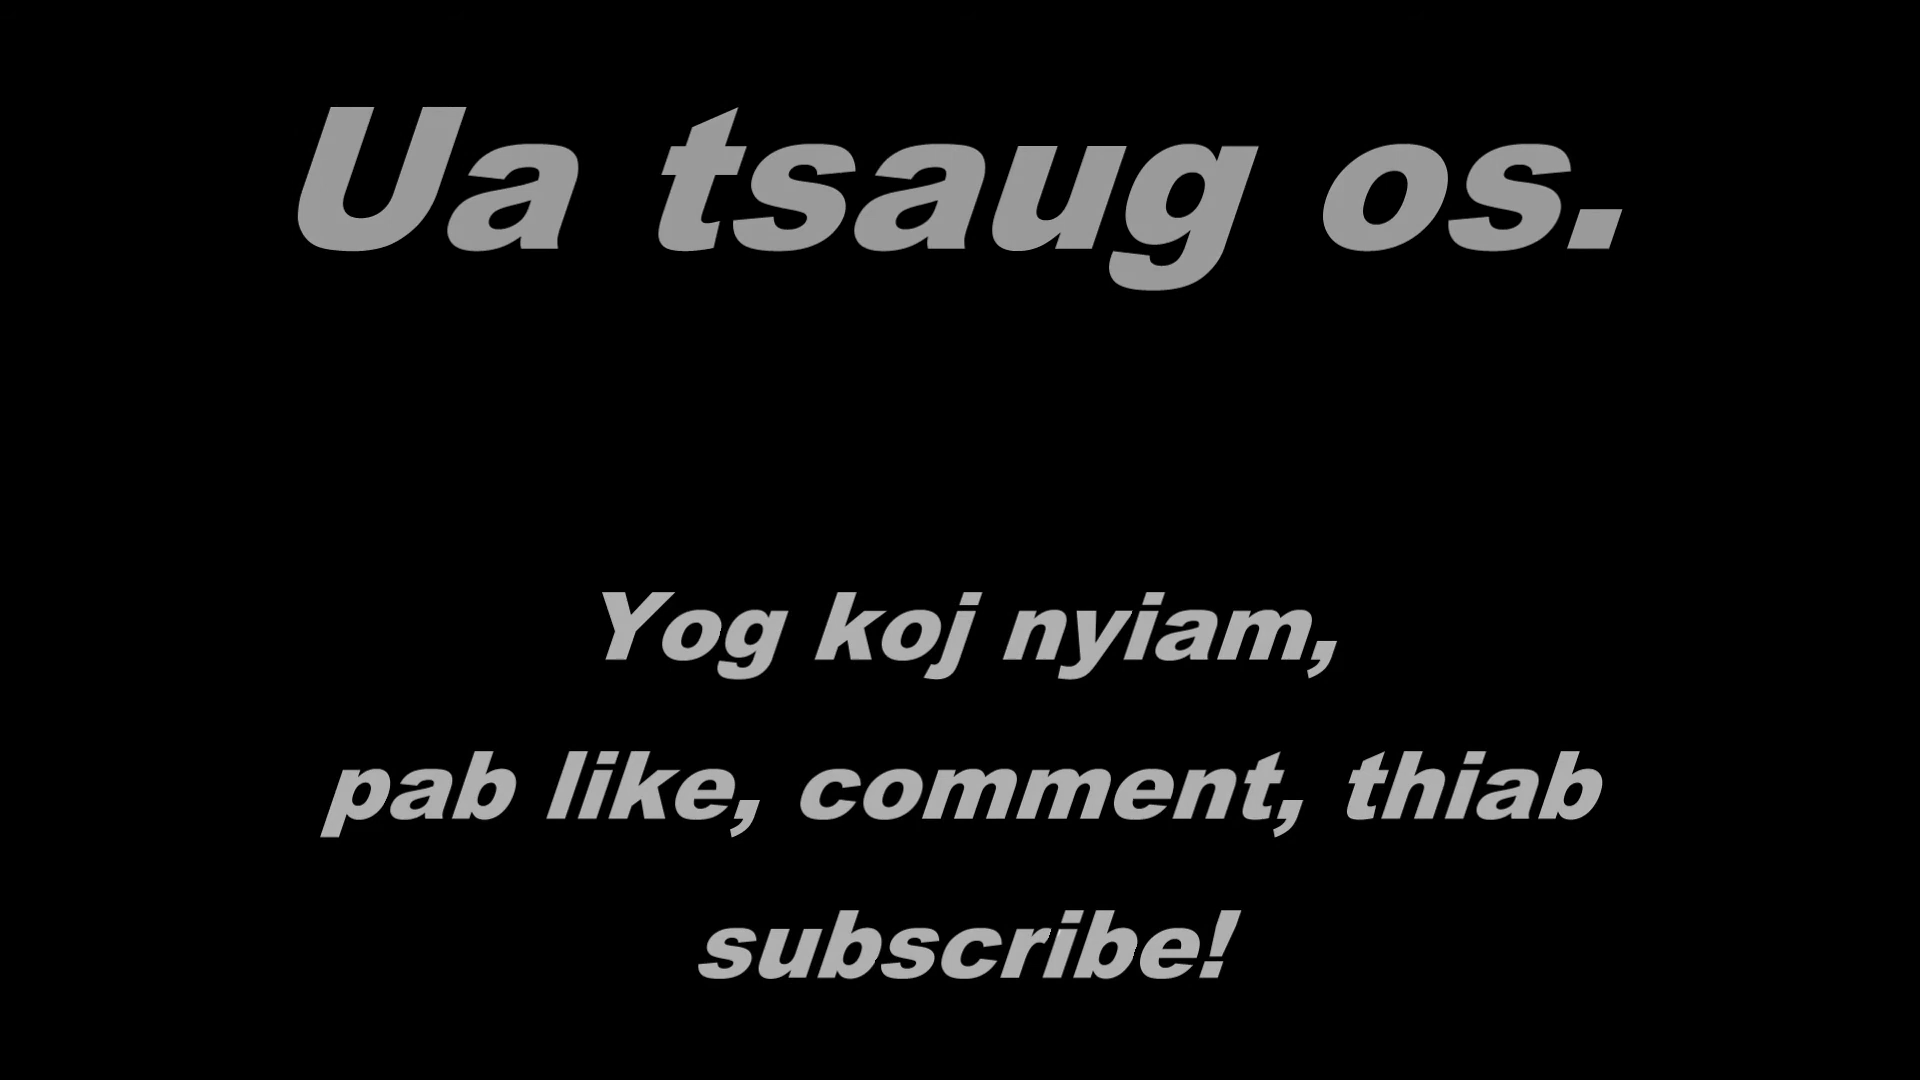 Ua tsaug os.
Yog koj nyiam,
pab like, comment, thiab
subscribe!